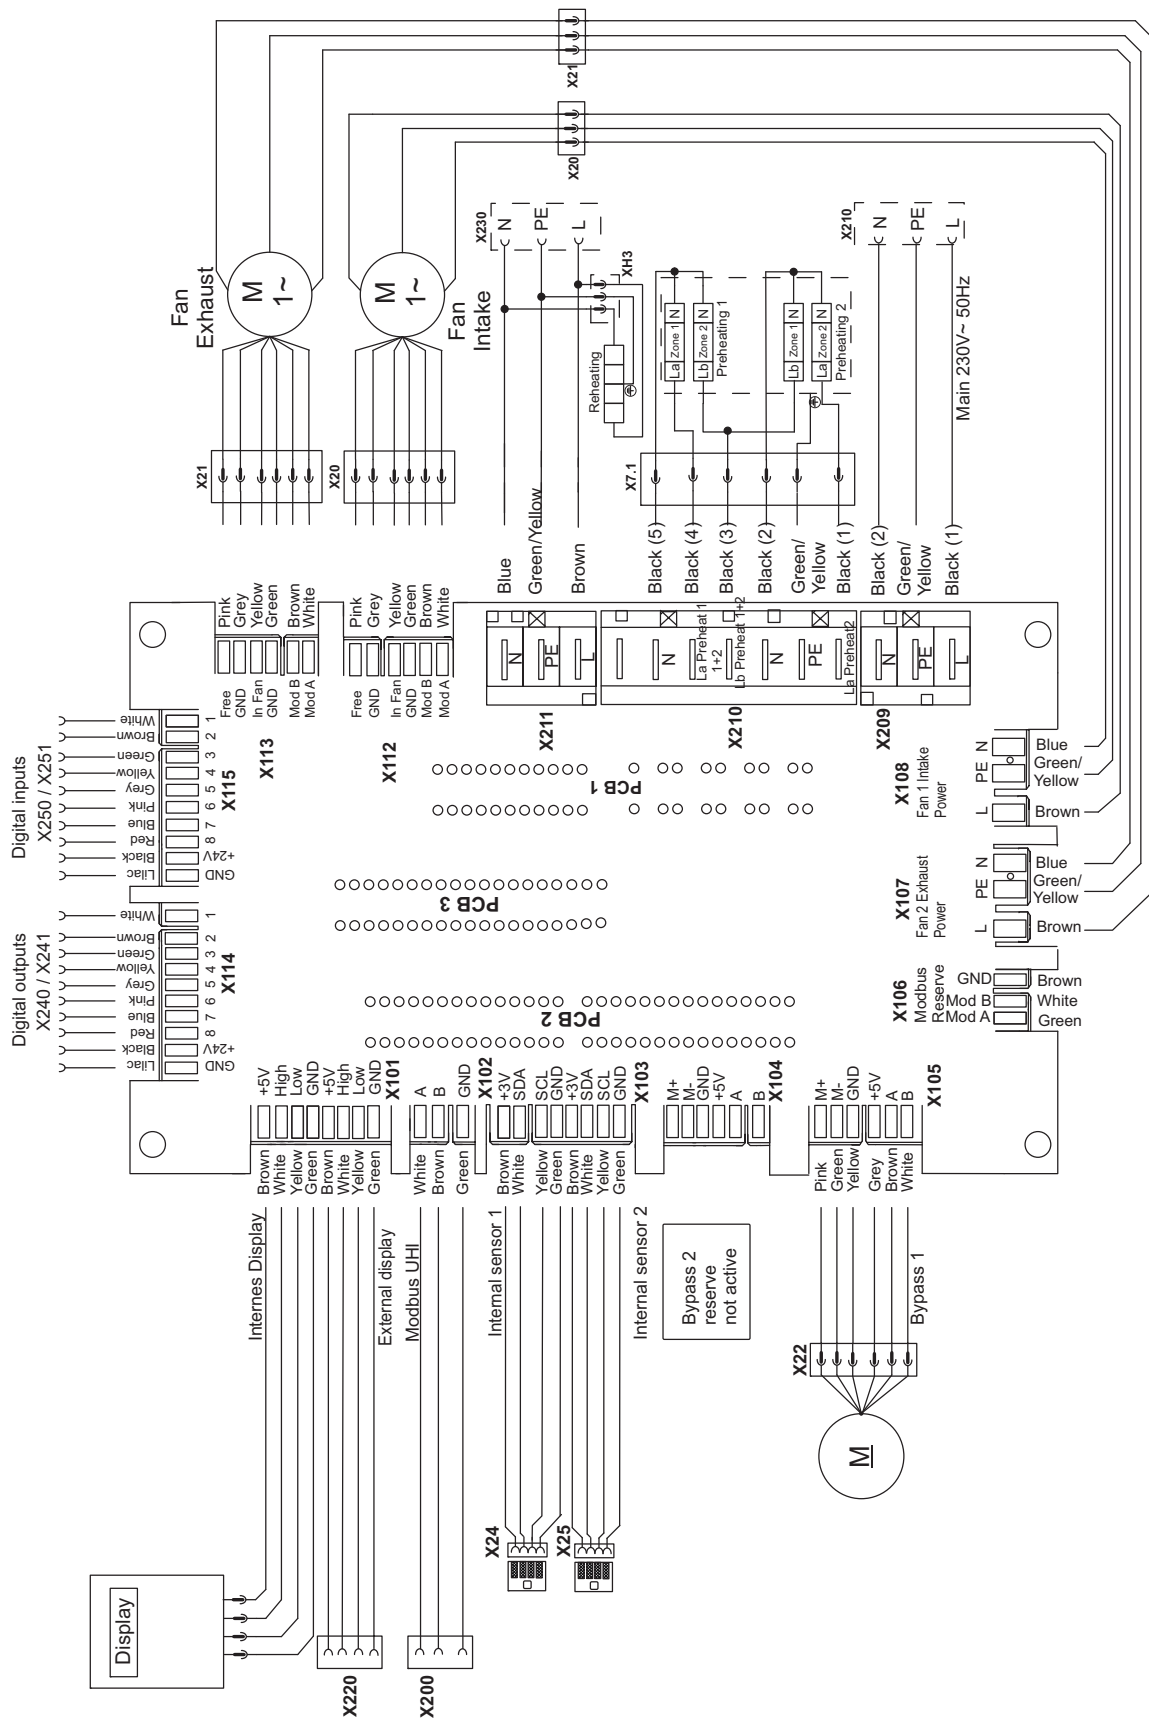 X21
X20
Fan
Exhaust
M
1~
Fan
Intake
M
1~
X230
N
PE
L
XH3
Reheating
La Zone 1 N
Lb Zone 2 N
Preheating 1
Lb Zone 1 N
La Zone 2 N
Preheating 2
X210
N
PE
L
Main 230V~ 50Hz
X21
X20
X7.1
Blue
Green/Yellow
Brown
Black (5)
Black (4)
Black (3)
Black (2)
Green/
Yellow
Black (1)
Black (2)
Green/
Yellow
Black (1)
Pink
Grey
Yellow
Green
Brown
White
Free
GND
In Fan
GND
Mod B
Mod A
X113
Pink
Grey
Yellow
Green
Brown
White
Free
GND
In Fan
GND
Mod B
Mod A
X112
N
PE
L
X211
N
La Preheat 1
1+2
Lb Preheat 1+2
N
PE
La Preheat2
X210
N
PE
L
X209
Digital inputs
X250 / X251
White 1
Brown 2
Green 3
Yellow 4
Grey 5
Pink 6
Blue 7
Red 8
Black +24V
Lilac GND
X115
Digital outputs
X240 / X241
White 1
Brown 2
Green 3
Yellow 4
Grey 5
Pink 6
Blue 7
Red 8
Black +24V
Lilac GND
X114
PCB 1
PCB 3
PCB 2
X108
Fan 1 Intake
Power
N Blue
PE Green/
Yellow
L Brown
X107
Fan 2 Exhaust
Power
N Blue
PE Green/
Yellow
L Brown
X106
Modbus
Reserve
GND Brown
Mod B White
Mod A Green
+5V
High
Low
GND
+5V
High
Low
GND
X101
A
B
GND
X102
+3V
SDA
SCL
GND
+3V
SDA
SCL
GND
X103
M+
M-
GND
+5V
A
B
X104
M+
M-
GND
+5V
A
B
X105
Brown
White
Yellow
Green
Brown
White
Yellow
Green
White
Brown
Green
Brown
White
Yellow
Green
Brown
White
Yellow
Green
Pink
Green
Yellow
Grey
Brown
White
Internes Display
External display
Modbus UHI
Internal sensor 1
Internal sensor 2
Bypass 2
reserve
not active
Bypass 1
X22
M
X24
X25
Display
X220
X200